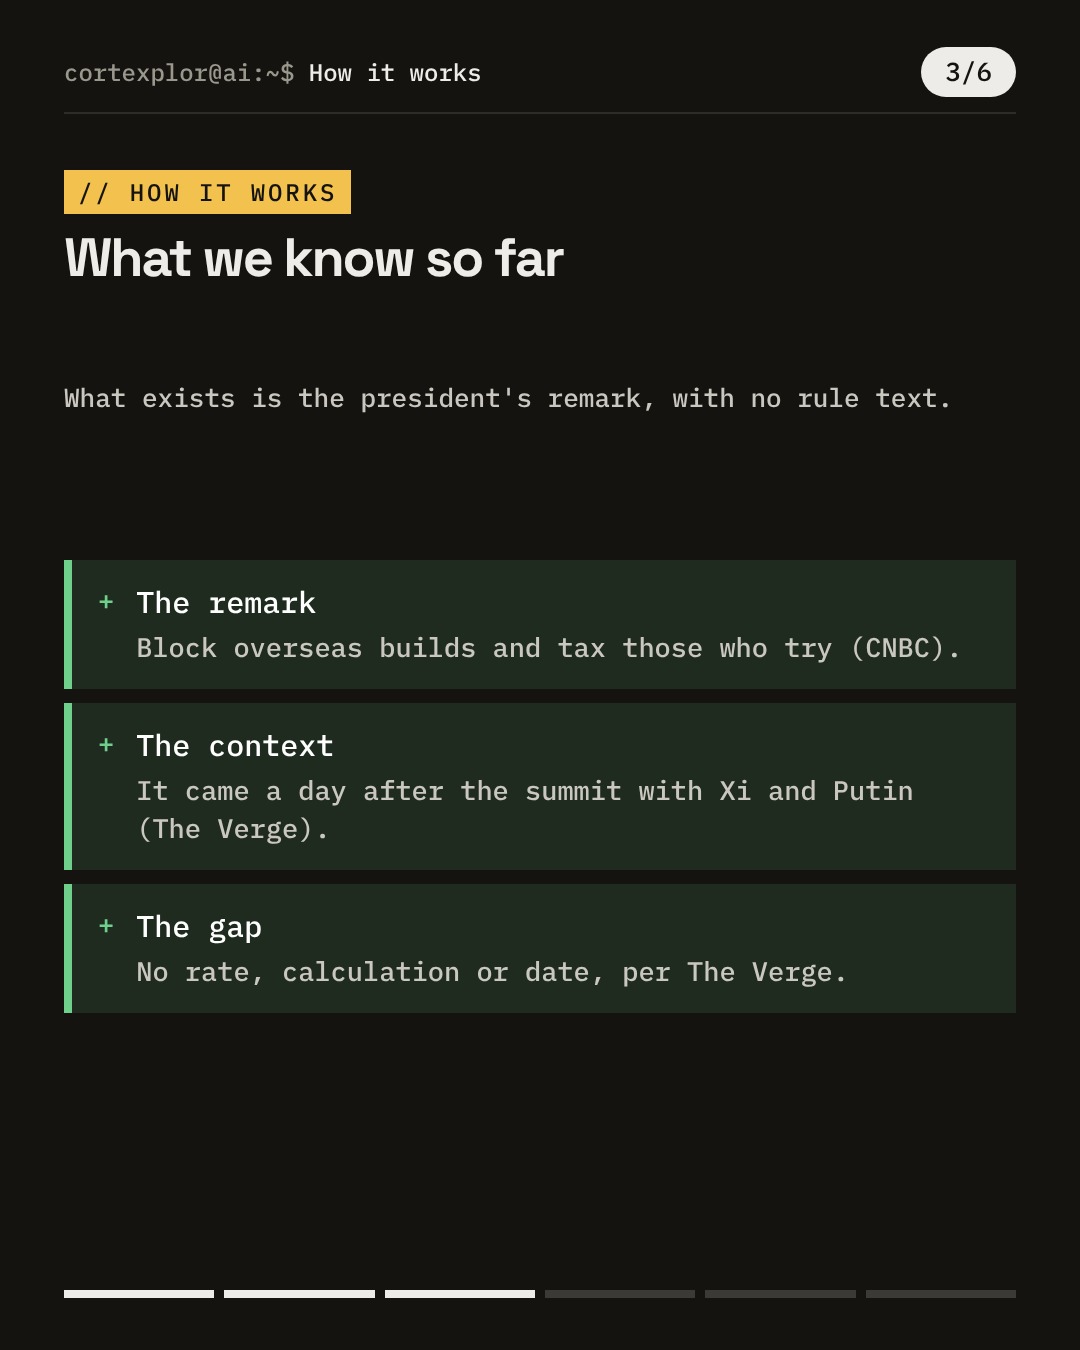 cortexplor@ai:~$ How it works
3/6
// HOW IT WORKS
What we know so far
What exists is the president's remark, with no rule text.
+ The remark
Block overseas builds and tax those who try (CNBC).
+ The context
It came a day after the summit with Xi and Putin
(The Verge).
+ The gap
No rate, calculation or date, per The Verge.